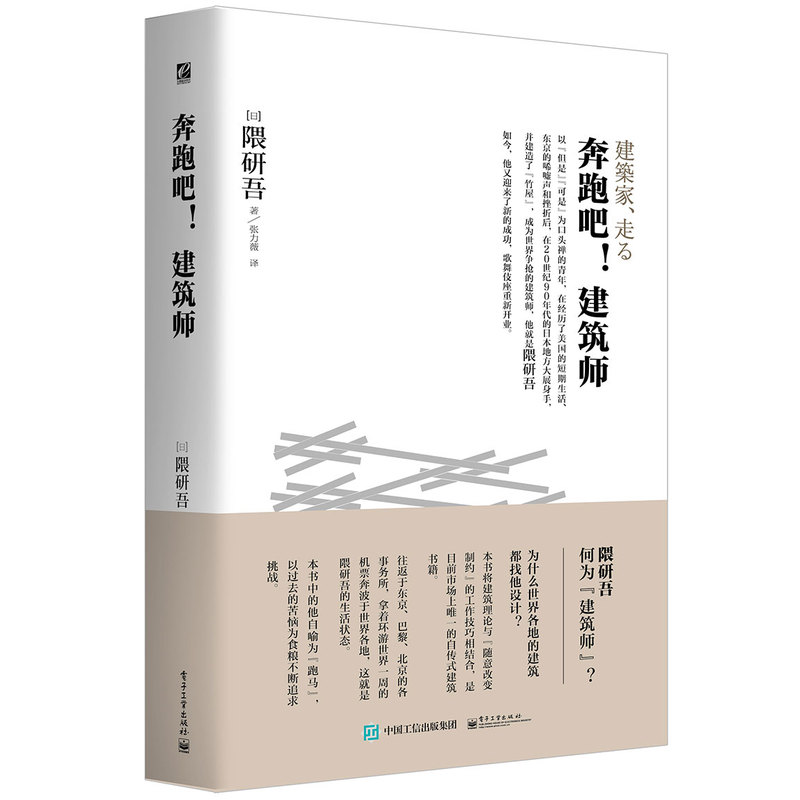 奔跑吧！建筑师
[日]隈研吾
建築家、走る
奔跑吧！建筑师
以『但是』『可是』为口头禅的青年，在经历了美国的短期生活、
东京的唏嘘声和挫折后，在20世纪90年代的日本地方大展身手，
并建造了『竹屋』，成为世界争抢的建筑师，他就是隈研吾
如今，他又迎来了新的成功，歌舞伎座重新开业。
[日]隈研吾
著/张力薇 译
隈研吾
何为『建筑师』？
为什么世界各地的建筑
都找他设计？
本书将建筑理论与『随意改变
制约』的工作技巧相结合，是
目前市场上唯一的自传式建筑
书籍。
往返于东京、巴黎、北京的各
事务所，拿着环游世界一周的
机票奔波于世界各地，这就是
隈研吾的生活状态。
本书中的他自喻为『跑马』，
以过去的苦恼为食粮不断追求
挑战。
电子工业出版社
中国工信出版集团
电子工业出版社
PUBLISHING HOUSE OF ELECTRONICS INDUSTRY